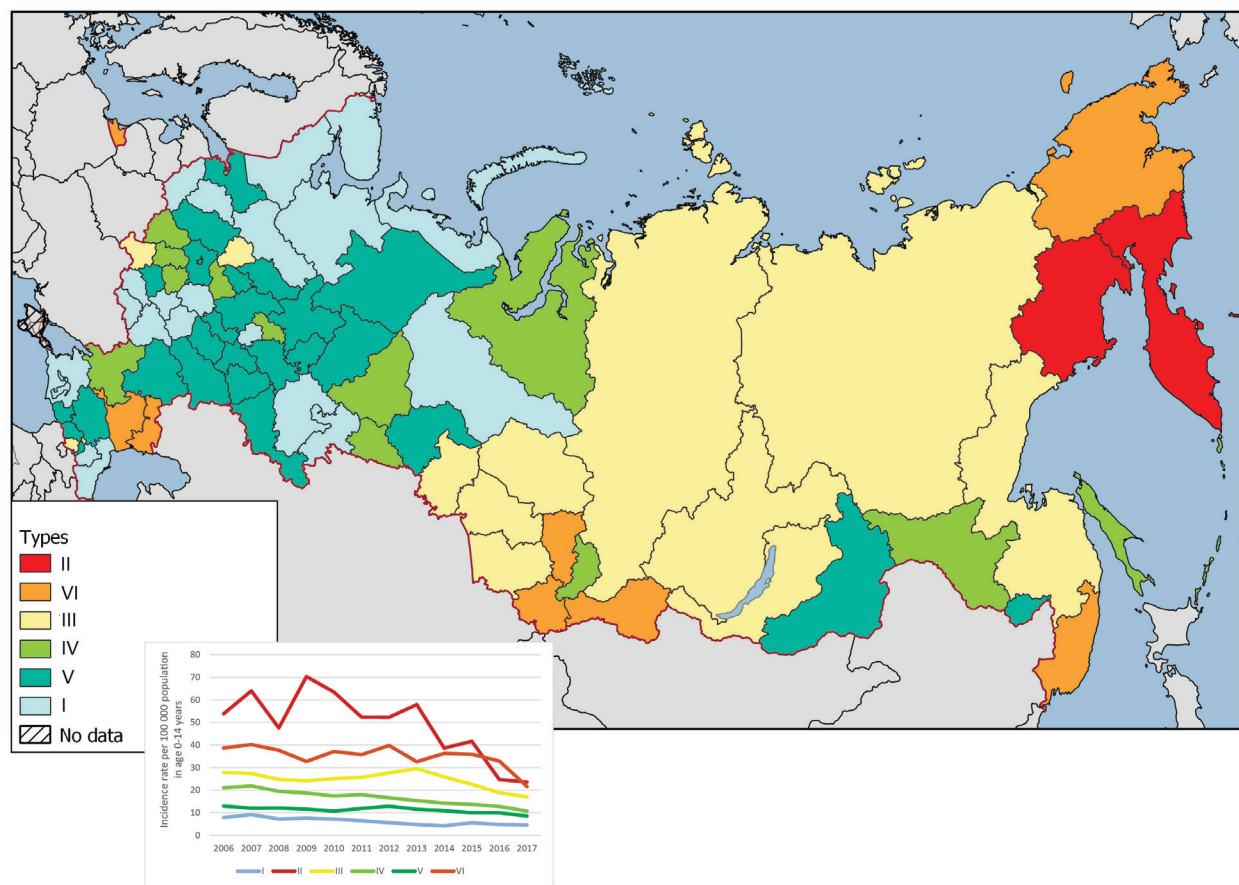 Types
II
VI
III
IV
V
I
No data
Incidence rate per 100 000 population
in age 0-14 years
80
70
60
50
40
30
20
10
0
2006 2007 2008 2009 2010 2011 2012 2013 2014 2015 2016 2017
I II III IV V VI